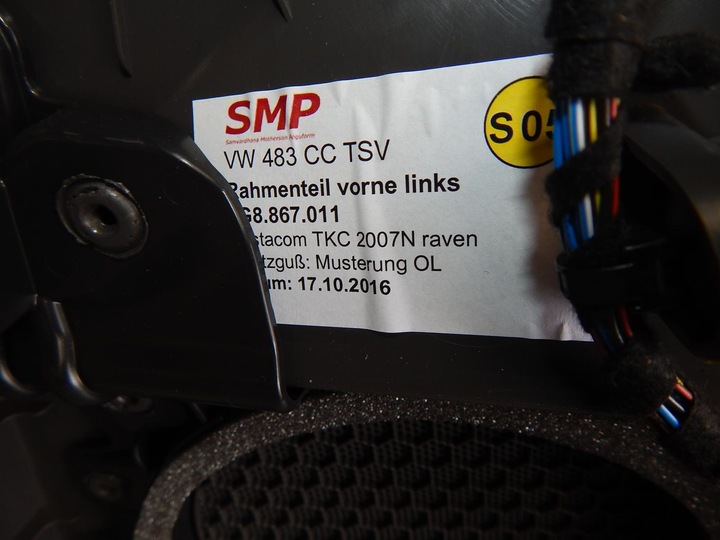 SMP
Samvardhana Motherson Reguform
VW 483 CC TSV
S 05
Rahmenteil vorne links
G8.867.011
stacom TKC 2007N raven
tzguß: Musterung OL
um: 17.10.2016